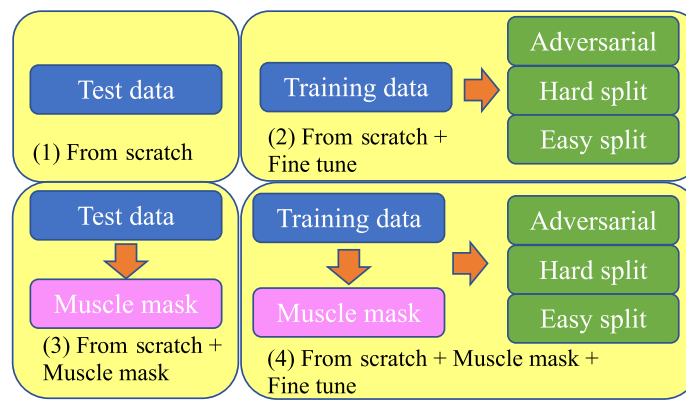 Test data
(1) From scratch
Training data
(2) From scratch +
Fine tune
Adversarial
Hard split
Easy split
Test data
Muscle mask
(3) From scratch +
Muscle mask
Training data
Muscle mask
(4) From scratch + Muscle mask +
Fine tune
Adversarial
Hard split
Easy split